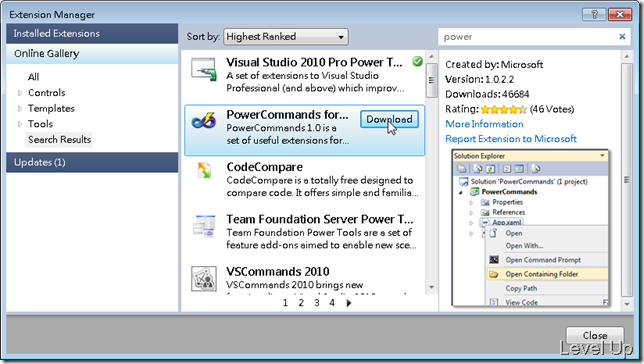 Extension Manager
Installed Extensions
Online Gallery
All
Controls
Templates
Tools
Search Results
Updates (1)
Sort by: Highest Ranked
Visual Studio 2010 Pro Power T...
A set of extensions to Visual Studio
Professional (and above) which improv...
PowerCommands for...
PowerCommands 1.0 is a
set of useful extensions for...
Download
CodeCompare
CodeCompare is a totally free designed to
compare code. It offers simple and familia...
Team Foundation Server Power T...
Team Foundation Power Tools are a set of
feature add-ons aimed to enable new sce...
VSCommands 2010
VSCommands 2010 brings new
1 2 3 4
power
Created by: Microsoft
Version: 1.0.2.2
Downloads: 46684
Rating: (46 Votes)
More Information
Report Extension to Microsoft
Solution Explorer
Solution 'PowerCommands' (1 project)
PowerCommands
Properties
References
App.xaml
Open
Open With...
Open Command Prompt
Open Containing Folder
Copy Path
View Code
Close
Level Up